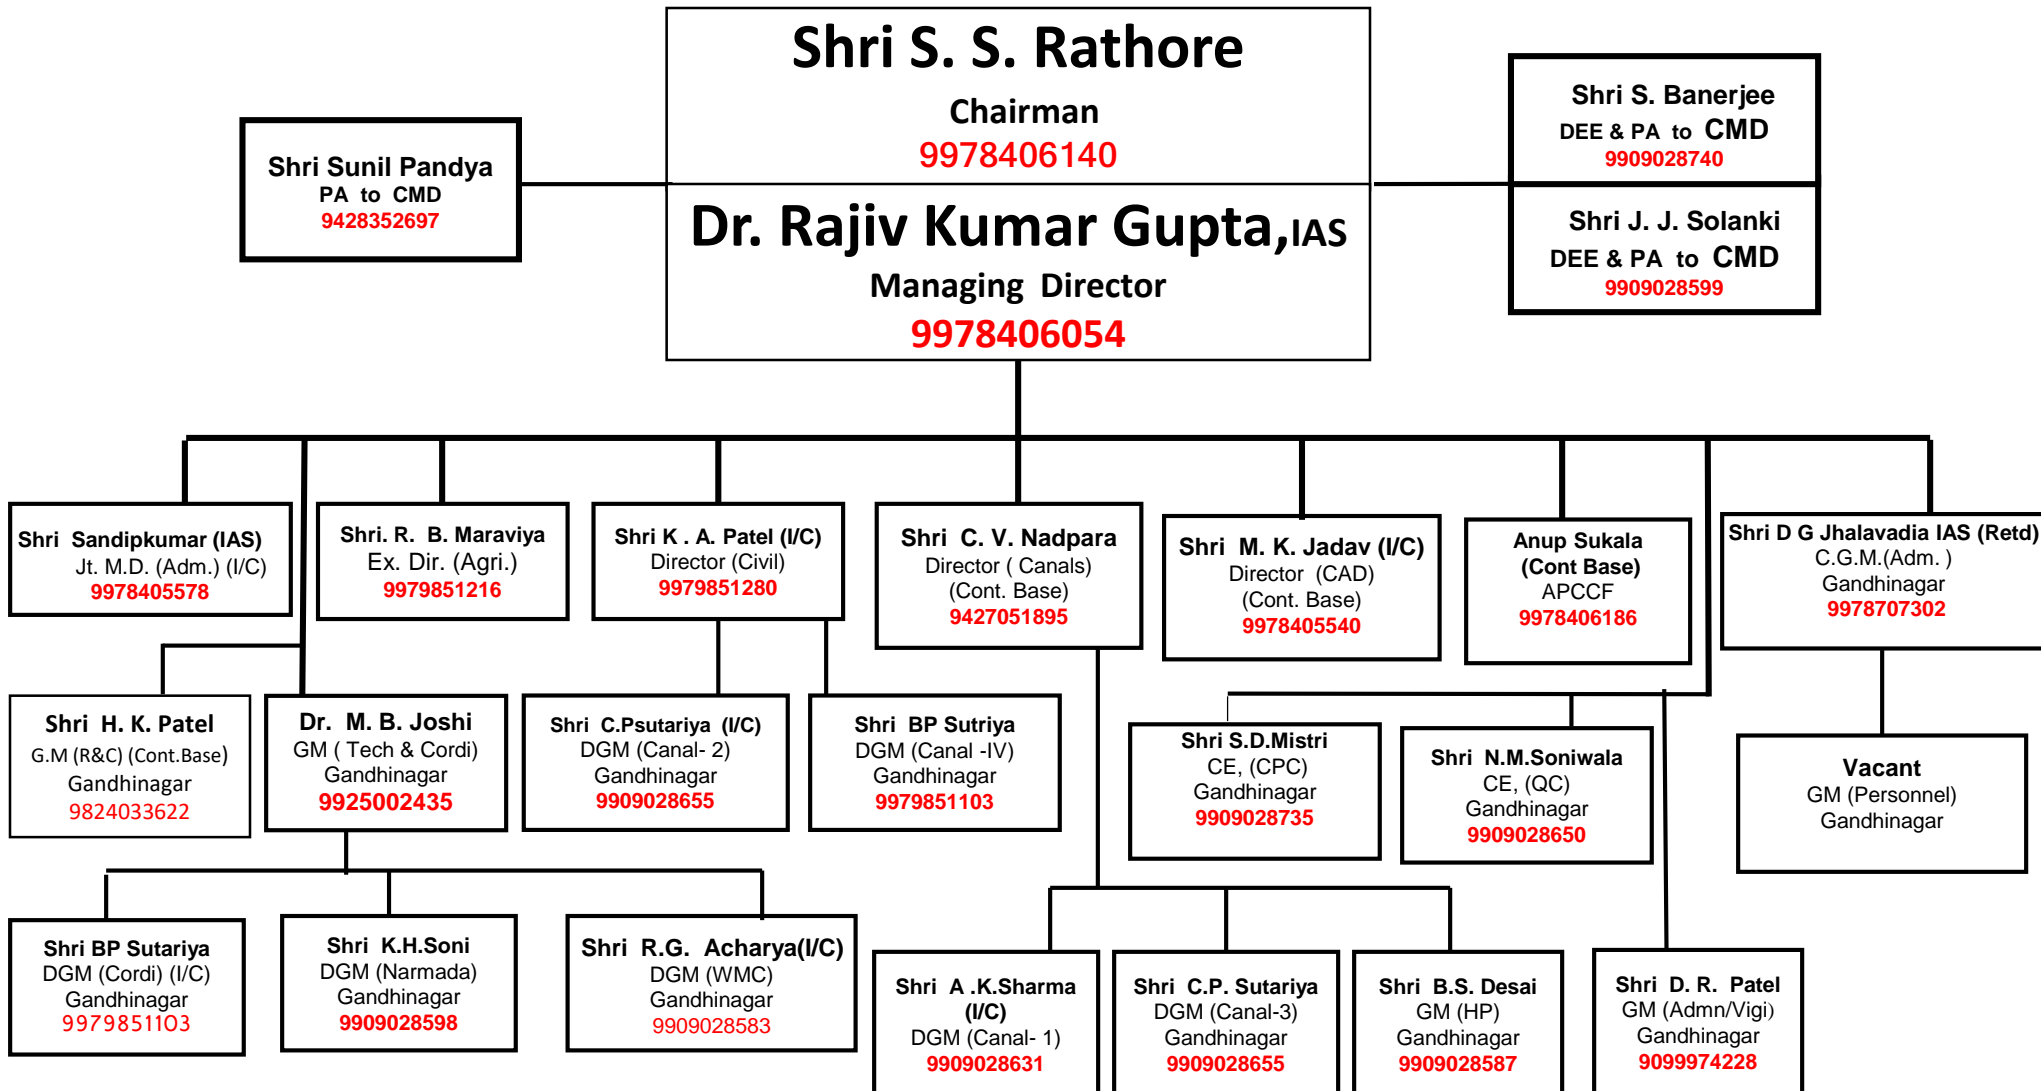 Shri S. S. Rathore
Chairman
9978406140
Shri S. Banerjee
DEE & PA to CMD
9909028740
Shri Sunil Pandya
PA to CMD
9428352697
Dr. Rajiv Kumar Gupta,IAS
Managing Director
9978406054
Shri J. J. Solanki
DEE & PA to CMD
9909028599
Shri Sandipkumar (IAS)
Jt. M.D. (Adm.) (I/C)
9978405578
Shri. R. B. Maraviya
Ex. Dir. (Agri.)
9979851216
Shri K . A. Patel (I/C)
Director (Civil)
9979851280
Shri C. V. Nadpara
Director ( Canals)
(Cont. Base)
9427051895
Shri M. K. Jadav (I/C)
Director (CAD)
(Cont. Base)
9978405540
Anup Sukala
(Cont Base)
APCCF
9978406186
Shri D G Jhalavadia IAS (Retd)
C.G.M.(Adm. )
Gandhinagar
9978707302
Shri H. K. Patel
G.M (R&C) (Cont.Base)
Gandhinagar
9824033622
Dr. M. B. Joshi
GM ( Tech & Cordi)
Gandhinagar
9925002435
Shri C.Psutariya (I/C)
DGM (Canal- 2)
Gandhinagar
9909028655
Shri BP Sutriya
DGM (Canal -IV)
Gandhinagar
9979851103
Shri S.D.Mistri
CE, (CPC)
Gandhinagar
9909028735
Shri N.M.Soniwala
CE, (QC)
Gandhinagar
9909028650
Vacant
GM (Personnel)
Gandhinagar
Shri BP Sutariya
DGM (Cordi) (I/C)
Gandhinagar
9979851103
Shri K.H.Soni
DGM (Narmada)
Gandhinagar
9909028598
Shri R.G. Acharya(I/C)
DGM (WMC)
Gandhinagar
9909028583
Shri A .K.Sharma
(I/C)
DGM (Canal- 1)
9909028631
Shri C.P. Sutariya
DGM (Canal-3)
Gandhinagar
9909028655
Shri B.S. Desai
GM (HP)
Gandhinagar
9909028587
Shri D. R. Patel
GM (Admn/Vigi)
Gandhinagar
9099974228